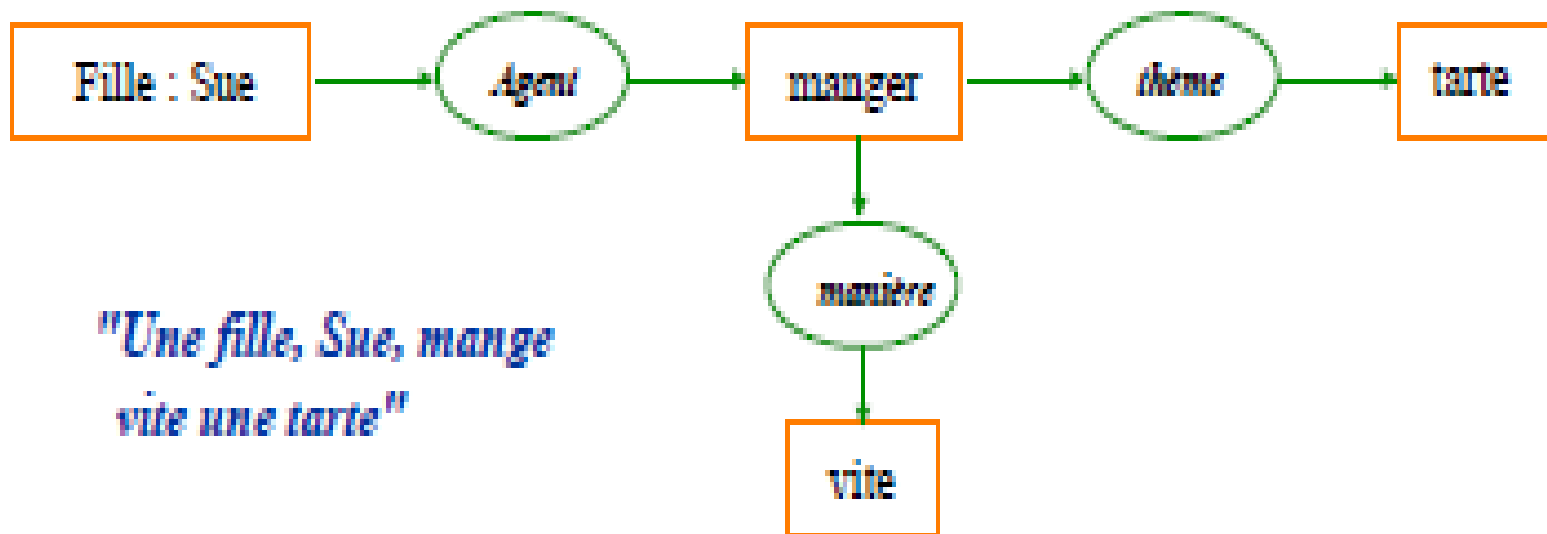 Fille : Sue
Agent
manger
thème
tarte
manière
"Une fille, Sue, mange
vite une tarte"
vite